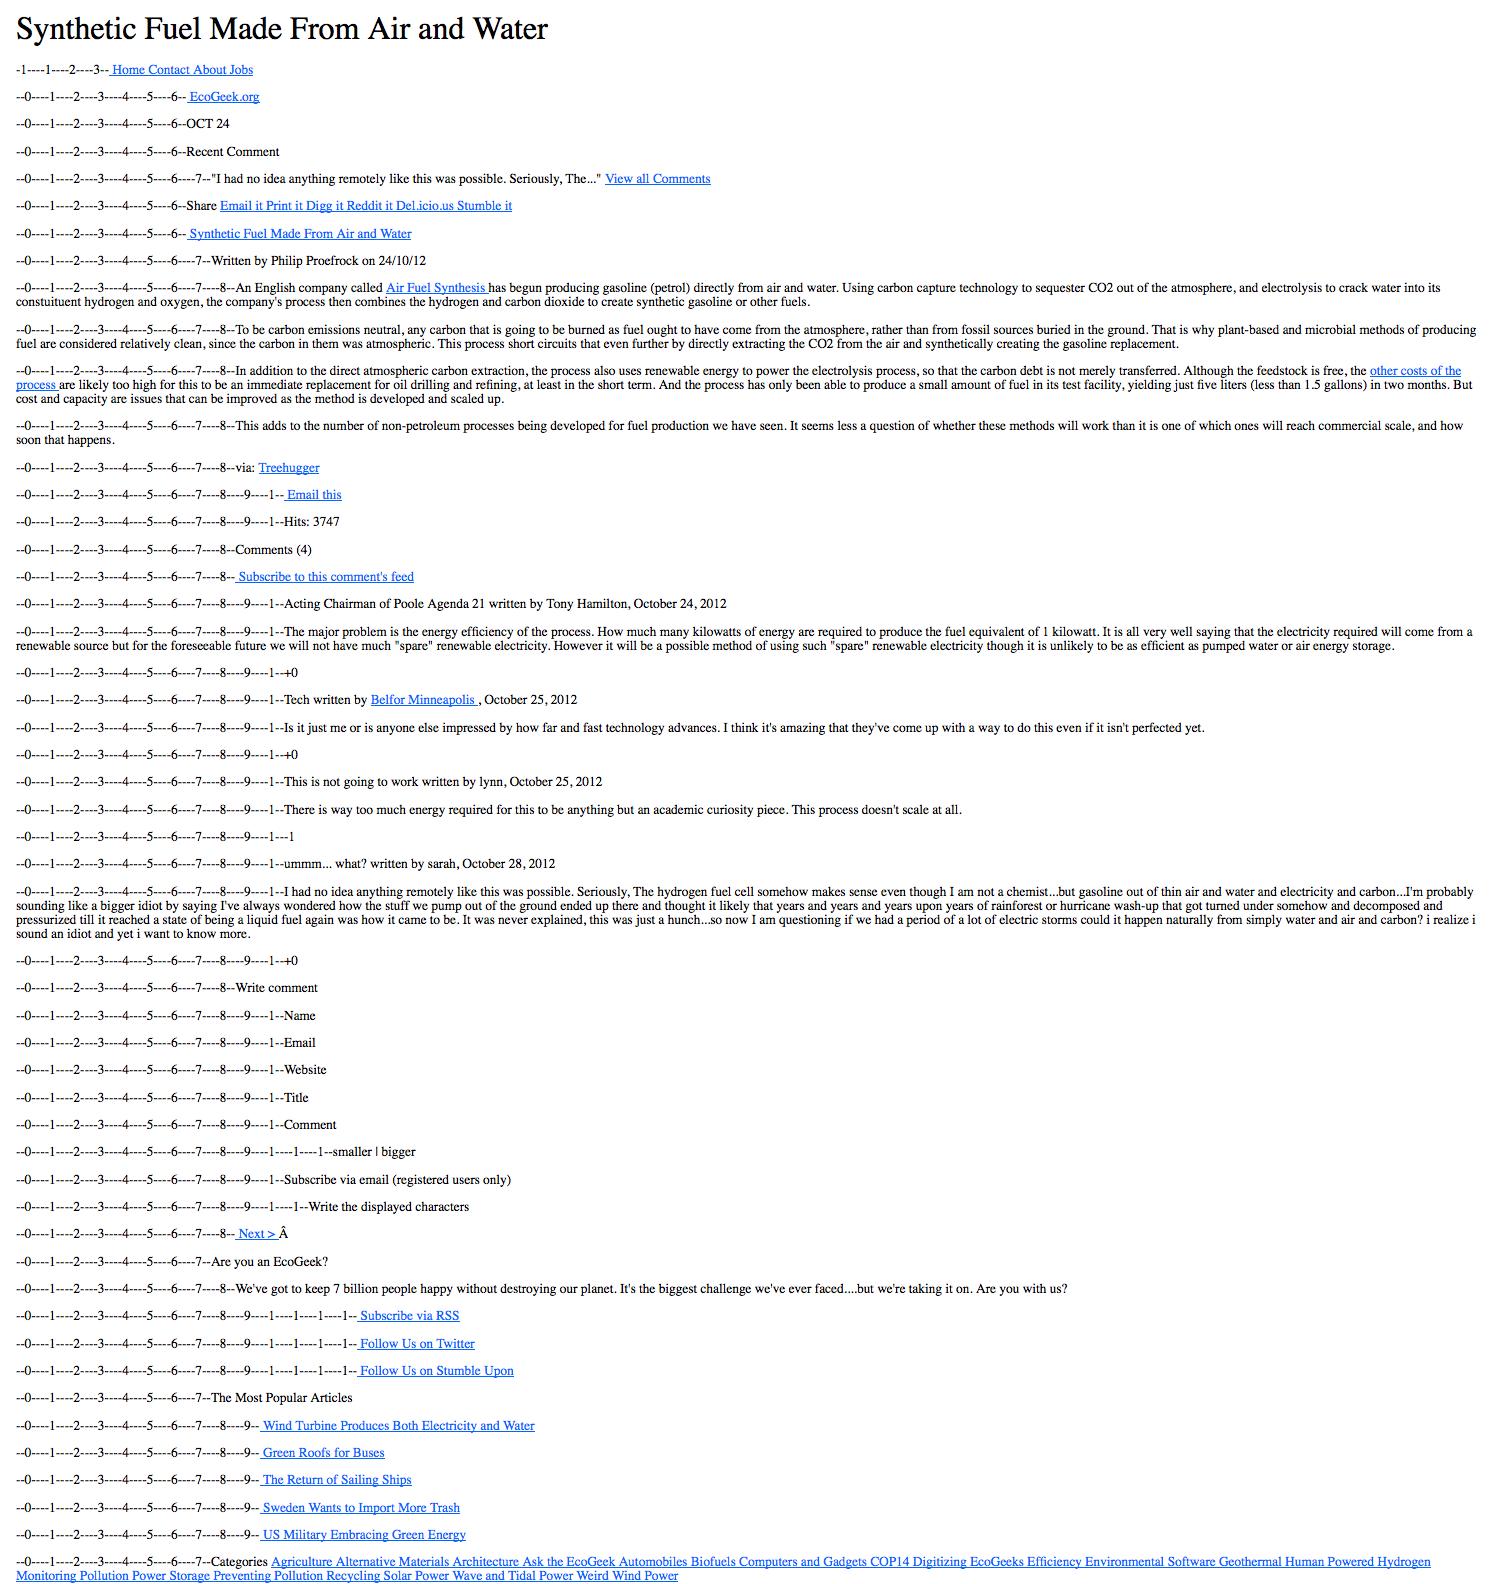 Synthetic Fuel Made From Air and Water
-1----1----2----3-- Home Contact About Jobs
--0----1----2----3----4----5----6-- EcoGeek.org
--0----1----2----3----4----5----6--OCT 24
--0----1----2----3----4----5----6--Recent Comment
--0----1----2----3----4----5----6----7--"I had no idea anything remotely like this was possible. Seriously, The..." View all Comments
--0----1----2----3----4----5----6--Share Email it Print it Digg it Reddit it Del.icio.us Stumble it
--0----1----2----3----4----5----6-- Synthetic Fuel Made From Air and Water
--0----1----2----3----4----5----6----7--Written by Philip Proefrock on 24/10/12
--0----1----2----3----4----5----6----7----8--An English company called Air Fuel Synthesis has begun producing gasoline (petrol) directly from air and water. Using carbon capture technology to sequester CO2 out of the atmosphere, and electrolysis to crack water into its
constuituent hydrogen and oxygen, the company's process then combines the hydrogen and carbon dioxide to create synthetic gasoline or other fuels.
--0----1----2----3----4----5----6----7----8--To be carbon emissions neutral, any carbon that is going to be burned as fuel ought to have come from the atmosphere, rather than from fossil sources buried in the ground. That is why plant-based and microbial methods of producing
fuel are considered relatively clean, since the carbon in them was atmospheric. This process short circuits that even further by directly extracting the CO2 from the air and synthetically creating the gasoline replacement.
--0----1----2----3----4----5----6----7----8--In addition to the direct atmospheric carbon extraction, the process also uses renewable energy to power the electrolysis process, so that the carbon debt is not merely transferred. Although the feedstock is free, the other costs of the
process are likely too high for this to be an immediate replacement for oil drilling and refining, at least in the short term. And the process has only been able to produce a small amount of fuel in its test facility, yielding just five liters (less than 1.5 gallons) in two months. But
cost and capacity are issues that can be improved as the method is developed and scaled up.
--0----1----2----3----4----5----6----7----8--This adds to the number of non-petroleum processes being developed for fuel production we have seen. It seems less a question of whether these methods will work than it is one of which ones will reach commercial scale, and how
soon that happens.
--0----1----2----3----4----5----6----7----8--via: Treehugger
--0----1----2----3----4----5----6----7----8----9----1-- Email this
--0----1----2----3----4----5----6----7----8----9----1--Hits: 3747
--0----1----2----3----4----5----6----7----8--Comments (4)
--0----1----2----3----4----5----6----7----8-- Subscribe to this comment's feed
--0----1----2----3----4----5----6----7----8----9----1--Acting Chairman of Poole Agenda 21 written by Tony Hamilton, October 24, 2012
--0----1----2----3----4----5----6----7----8----9----1--The major problem is the energy efficiency of the process. How much many kilowatts of energy are required to produce the fuel equivalent of 1 kilowatt. It is all very well saying that the electricity required will come from a
renewable source but for the foreseeable future we will not have much "spare" renewable electricity. However it will be a possible method of using such "spare" renewable electricity though it is unlikely to be as efficient as pumped water or air energy storage.
--0----1----2----3----4----5----6----7----8----9----1--+0
--0----1----2----3----4----5----6----7----8----9----1--Tech written by Belfor Minneapolis , October 25, 2012
--0----1----2----3----4----5----6----7----8----9----1--Is it just me or is anyone else impressed by how far and fast technology advances. I think it's amazing that they've come up with a way to do this even if it isn't perfected yet.
--0----1----2----3----4----5----6----7----8----9----1--+0
--0----1----2----3----4----5----6----7----8----9----1--This is not going to work written by lynn, October 25, 2012
--0----1----2----3----4----5----6----7----8----9----1--There is way too much energy required for this to be anything but an academic curiosity piece. This process doesn't scale at all.
--0----1----2----3----4----5----6----7----8----9----1---1
--0----1----2----3----4----5----6----7----8----9----1--ummm... what? written by sarah, October 28, 2012
--0----1----2----3----4----5----6----7----8----9----1--I had no idea anything remotely like this was possible. Seriously, The hydrogen fuel cell somehow makes sense even though I am not a chemist...but gasoline out of thin air and water and electricity and carbon...I'm probably
sounding like a bigger idiot by saying I've always wondered how the stuff we pump out of the ground ended up there and thought it likely that years and years and years upon years of rainforest or hurricane wash-up that got turned under somehow and decomposed and
pressurized till it reached a state of being a liquid fuel again was how it came to be. It was never explained, this was just a hunch...so now I am questioning if we had a period of a lot of electric storms could it happen naturally from simply water and air and carbon? i realize i
sound an idiot and yet i want to know more.
--0----1----2----3----4----5----6----7----8----9----1--+0
--0----1----2----3----4----5----6----7----8--Write comment
--0----1----2----3----4----5----6----7----8----9----1--Name
--0----1----2----3----4----5----6----7----8----9----1--Email
--0----1----2----3----4----5----6----7----8----9----1--Website
--0----1----2----3----4----5----6----7----8----9----1--Title
--0----1----2----3----4----5----6----7----8----9----1--Comment
--0----1----2----3----4----5----6----7----8----9----1----1----1--smaller | bigger
--0----1----2----3----4----5----6----7----8----9----1--Subscribe via email (registered users only)
--0----1----2----3----4----5----6----7----8----9----1----1--Write the displayed characters
--0----1----2----3----4----5----6----7----8-- Next > Â
--0----1----2----3----4----5----6----7--Are you an EcoGeek?
--0----1----2----3----4----5----6----7----8--We've got to keep 7 billion people happy without destroying our planet. It's the biggest challenge we've ever faced....but we're taking it on. Are you with us?
--0----1----2----3----4----5----6----7----8----9----1----1----1----1-- Subscribe via RSS
--0----1----2----3----4----5----6----7----8----9----1----1----1----1-- Follow Us on Twitter
--0----1----2----3----4----5----6----7----8----9----1----1----1----1-- Follow Us on Stumble Upon
--0----1----2----3----4----5----6----7--The Most Popular Articles
--0----1----2----3----4----5----6----7----8----9-- Wind Turbine Produces Both Electricity and Water
--0----1----2----3----4----5----6----7----8----9-- Green Roofs for Buses
--0----1----2----3----4----5----6----7----8----9-- The Return of Sailing Ships
--0----1----2----3----4----5----6----7----8----9-- Sweden Wants to Import More Trash
--0----1----2----3----4----5----6----7----8----9-- US Military Embracing Green Energy
--0----1----2----3----4----5----6----7--Categories Agriculture Alternative Materials Architecture Ask the EcoGeek Automobiles Biofuels Computers and Gadgets COP14 Digitizing EcoGeeks Efficiency Environmental Software Geothermal Human Powered Hydrogen
Monitoring Pollution Power Storage Preventing Pollution Recycling Solar Power Wave and Tidal Power Weird Wind Power